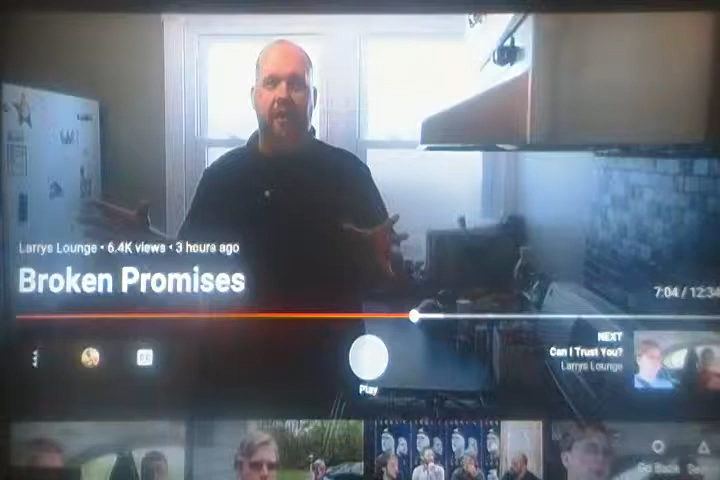 Larrys Lounge • 6.4K views • 3 hours ago
Broken Promises
7:04 / 12:34
NEXT
Can I Trust You?
Larrys Lounge
Play
Go Back